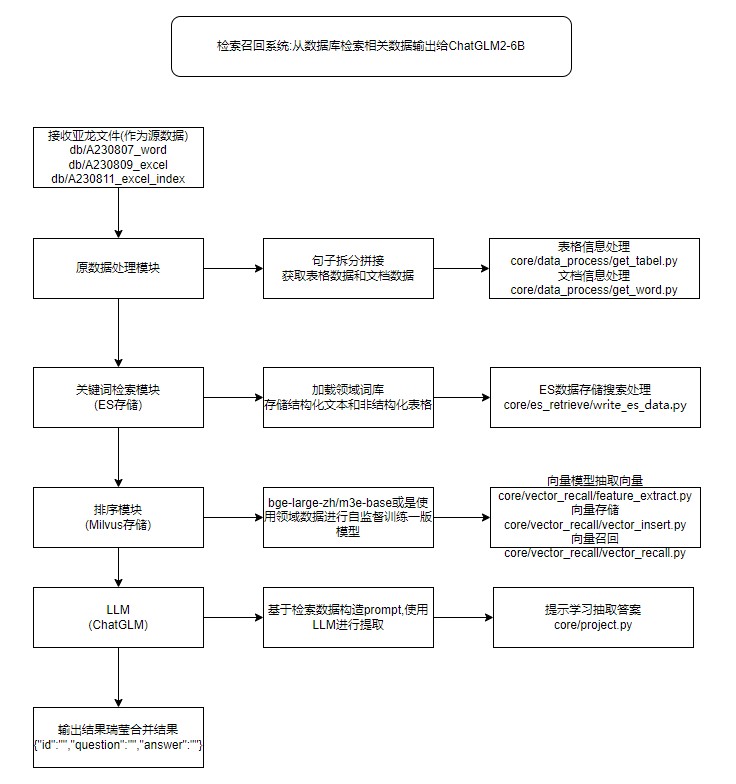 检索召回系统:从数据库检索相关数据输出给ChatGLM2-6B
接收亚龙文件(作为源数据)
db/A230807_word
db/A230809_excel
db/A230811_excel_index
原数据处理模块
句子拆分拼接
获取表格数据和文档数据
表格信息处理
core/data_process/get_tabel.py
文档信息处理
core/data_process/get_word.py
关键词检索模块
(ES存储)
加载领域词库
存储结构化文本和非结构化表格
ES数据存储搜索处理
core/es_retrieve/write_es_data.py
排序模块
(Milvus存储)
bge-large-zh/m3e-base或是使
用领域数据进行自监督训练一版
模型
向量模型抽取向量
core/vector_recall/feature_extract.py
向量存储
core/vector_recall/vector_insert.py
向量召回
core/vector_recall/vector_recall.py
LLM
(ChatGLM)
基于检索数据构造prompt,使用
LLM进行提取
提示学习抽取答案
core/project.py
输出结果瑞莹合并结果
{"id":"","question":"","answer":""}